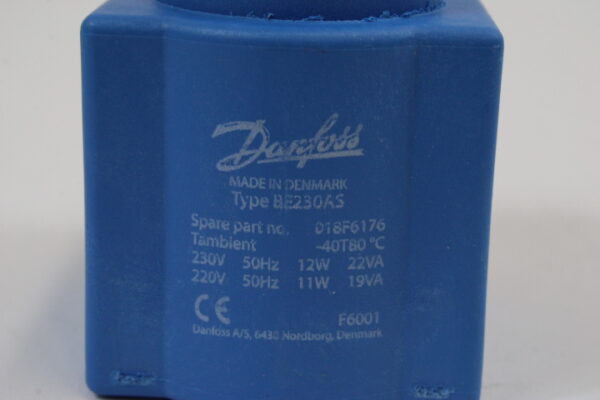 Danfoss
MADE IN DENMARK
Type BE230AS
Spare part no. 018F6176
Tambient -40T80 °C
230V 50Hz 12W 22VA
220V 50Hz 11W 19VA
CE F6001
Danfoss A/S, 6430 Nordborg, Denmark